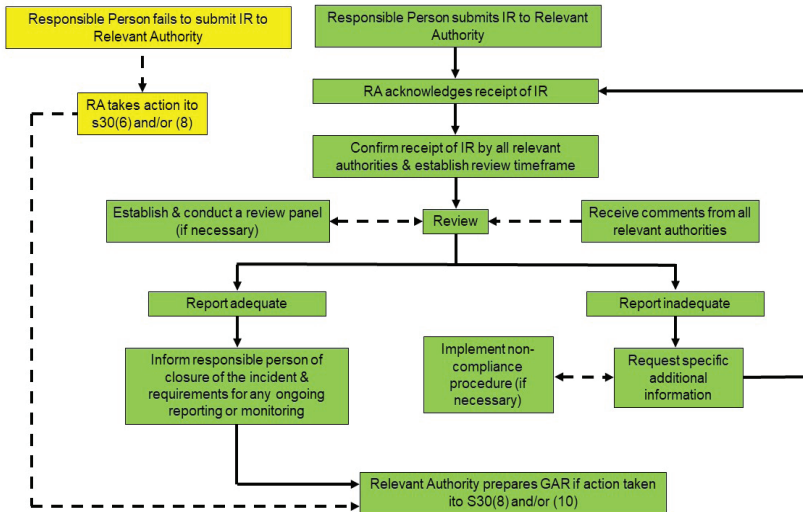 Responsible Person fails to submit IR to
Relevant Authority
Responsible Person submits IR to Relevant
Authority
RA takes action ito
s30(6) and/or (8)
RA acknowledges receipt of IR
Confirm receipt of IR by all relevant
authorities & establish review timeframe
Establish & conduct a review panel
(if necessary)
Review
Receive comments from all
relevant authorities
Report adequate
Report inadequate
Inform responsible person of
closure of the incident &
requirements for any ongoing
reporting or monitoring
Implement non-
compliance
procedure (if
necessary)
Request specific
additional
information
Relevant Authority prepares GAR if action taken
ito S30(8) and/or (10)